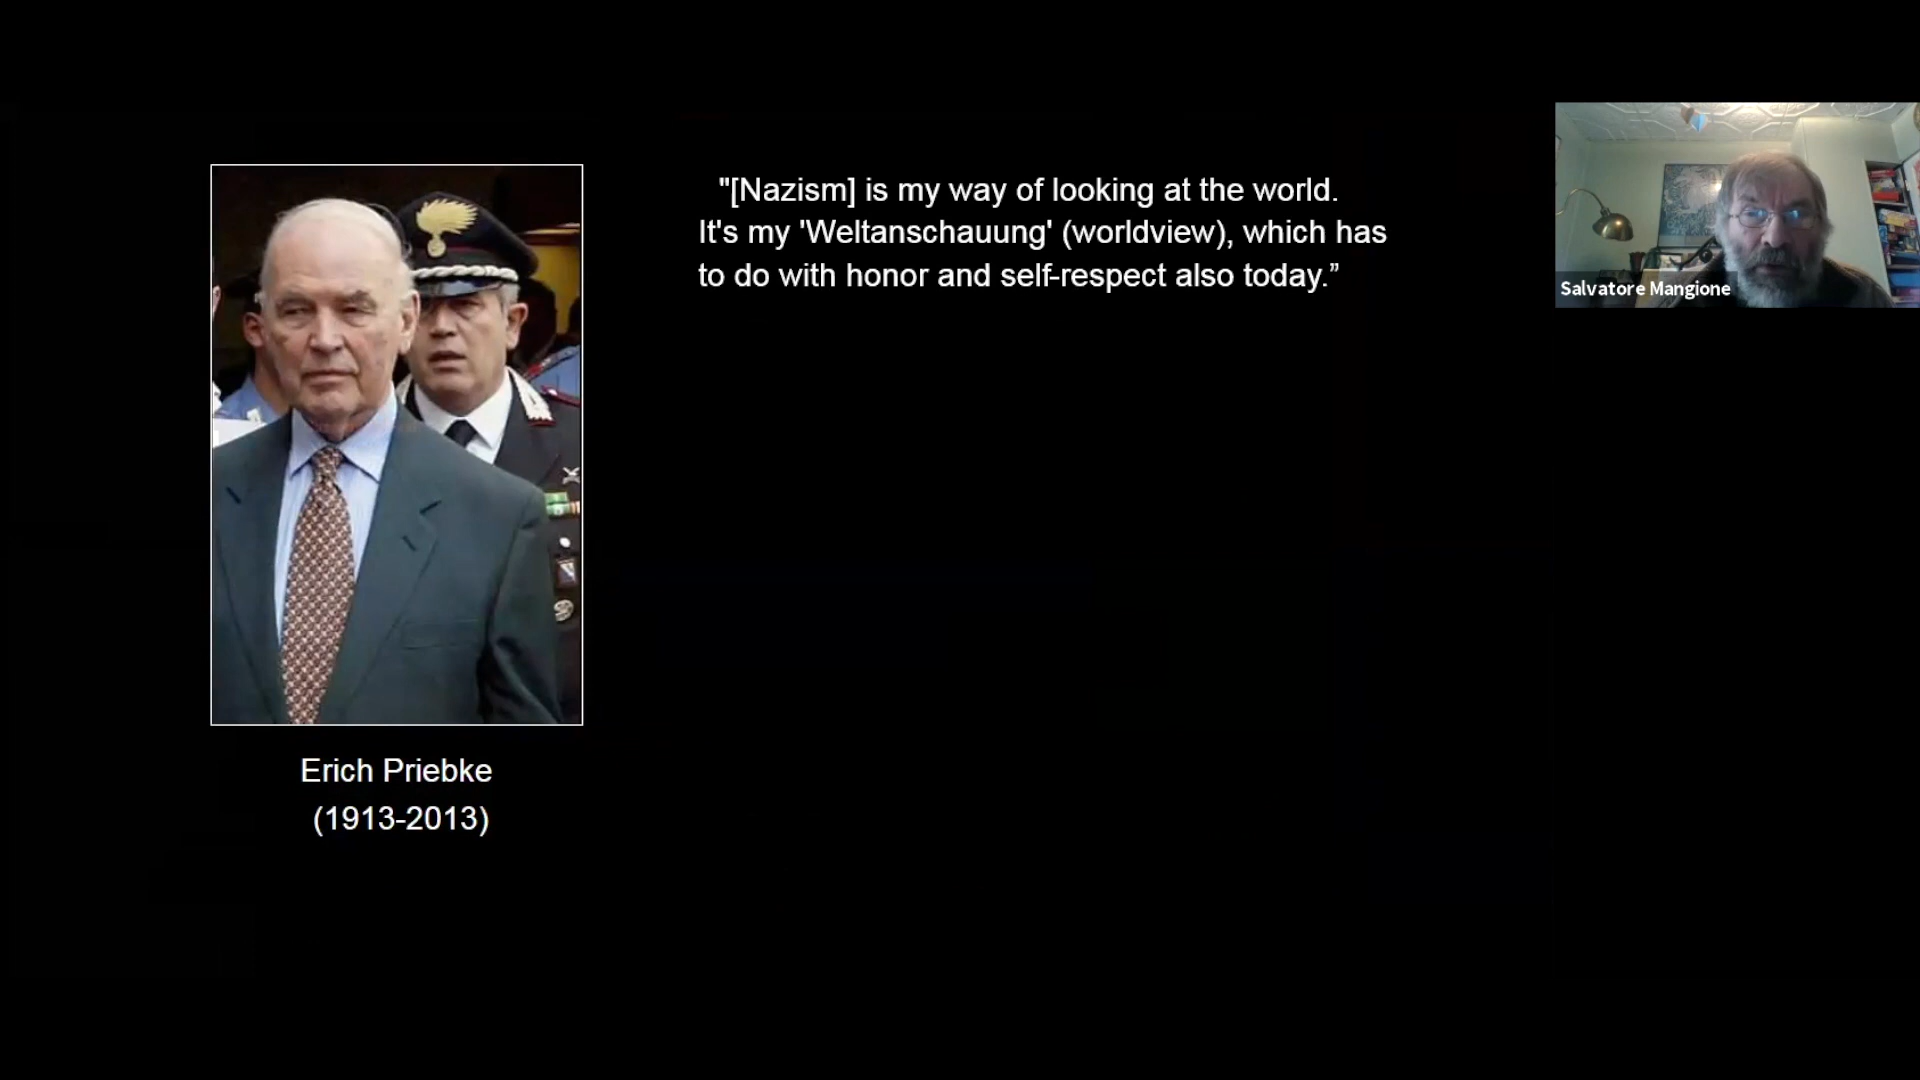 "[Nazism] is my way of looking at the world.
It's my 'Weltanschauung' (worldview), which has
to do with honor and self-respect also today.”
Salvatore Mangione
Erich Priebke
(1913-2013)